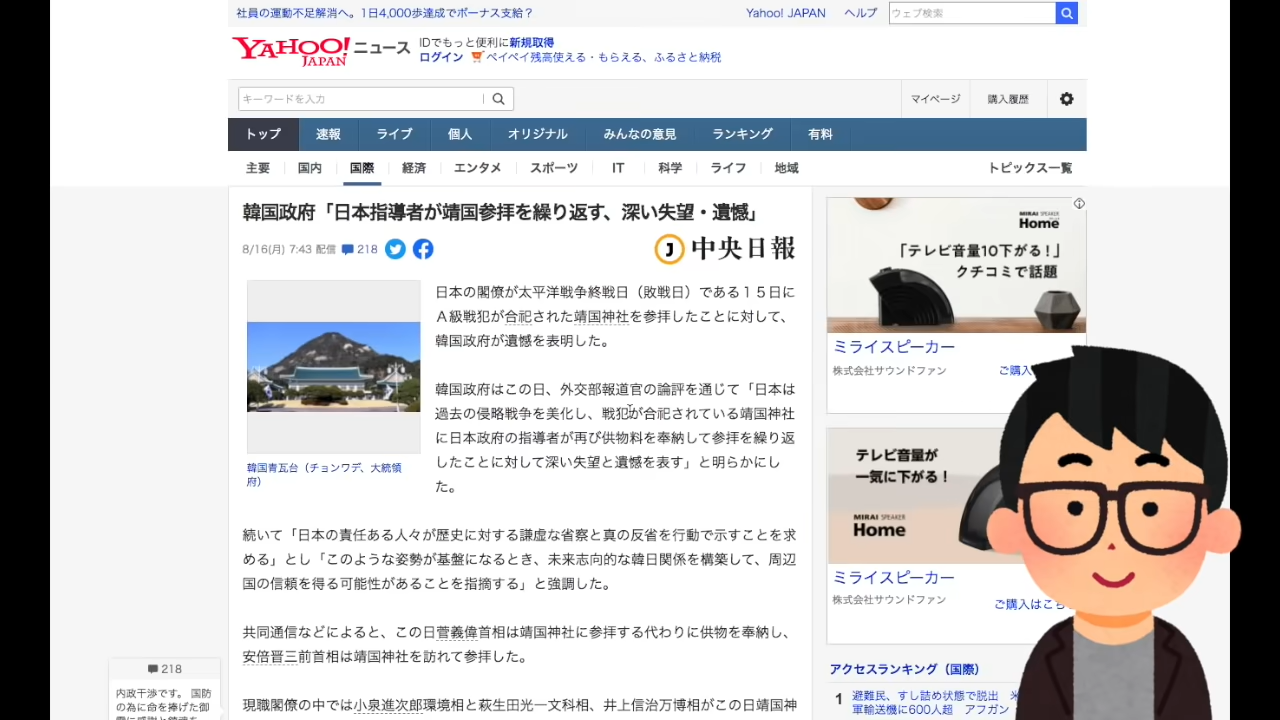 社員の運動不足解消へ。1日4,000歩達成でボーナス支給？
Yahoo! JAPAN
ヘルプ
ウェブ検索
YAHOO! JAPAN ニュース
IDでもっと便利に新規取得
ログイン
ペイペイ残高使える・もらえる、ふるさと納税
キーワードを入力
マイページ
購入履歴
トップ
速報
ライブ
個人
オリジナル
みんなの意見
ランキング
有料
主要
国内
国際
経済
エンタメ
スポーツ
IT
科学
ライフ
地域
トピックス一覧
韓国政府「日本指導者が靖国参拝を繰り返す、深い失望・遺憾」
8/16(月) 7:43 配信
218
J 中央日報
日本の閣僚が太平洋戦争終戦日（敗戦日）である１５日に
Ａ級戦犯が合祀された靖国神社を参拝したことに対して、
韓国政府が遺憾を表明した。
韓国政府はこの日、外交部報道官の論評を通じて「日本は
過去の侵略戦争を美化し、戦犯が合祀されている靖国神社
に日本政府の指導者が再び供物料を奉納して参拝を繰り返
したことに対して深い失望と遺憾を表す」と明らかにし
た。
韓国青瓦台（チョンワデ、大統領
府）
続いて「日本の責任ある人々が歴史に対する謙虚な省察と真の反省を行動で示すことを求
める」とし「このような姿勢が基盤になるとき、未来志向的な韓日関係を構築して、周辺
国の信頼を得る可能性があることを指摘する」と強調した。
共同通信などによると、この日菅義偉首相は靖国神社に参拝する代わりに供物を奉納し、
安倍晋三前首相は靖国神社を訪れて参拝した。
現職閣僚の中では小泉進次郎環境相と萩生田光一文科相、井上信治万博相がこの日靖国神
218
内政干渉です。 国防
の為に命を捧げた御
MIRAI SPEAKER
Home
「テレビ音量10下がる！」
クチコミで話題
ミライスピーカー
株式会社サウンドファン
ご購入
テレビ音量が
一気に下がる！
MIRAI SPEAKER
Home
ミライスピーカー
株式会社サウンドファン
ご購入はこち
アクセスランキング（国際）
1 避難民、すし詰め状態で脱出 米
軍輸送機に600人超 アフガン